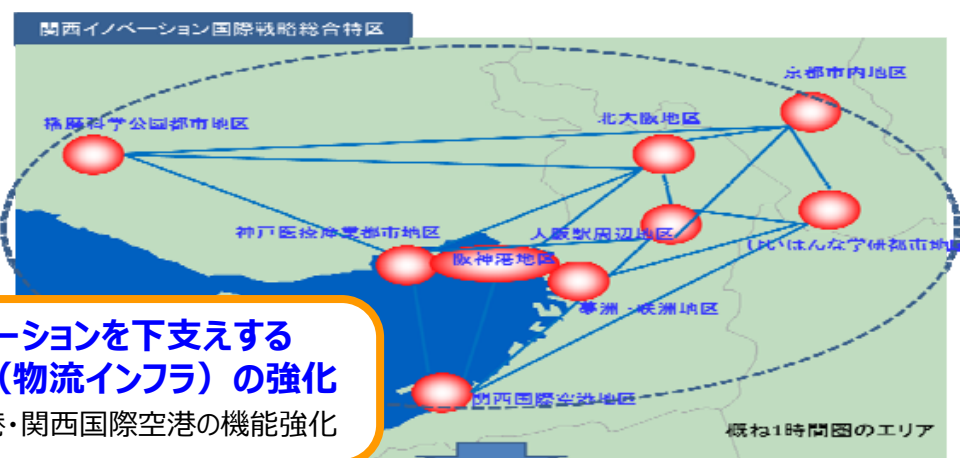 関西イノベーション国際戦略総合特区
京都市内地区
播磨科学公園都市地区
北大阪地区
神戸医療産業都市地区
大阪駅周辺地区
阪神港地区
けいはんな学研都市地区
夢洲・咲洲地区
ーションを下支えする
(物流インフラ)の強化
港・関西国際空港の機能強化
関西国際空港地区
概ね1時間圏のエリア